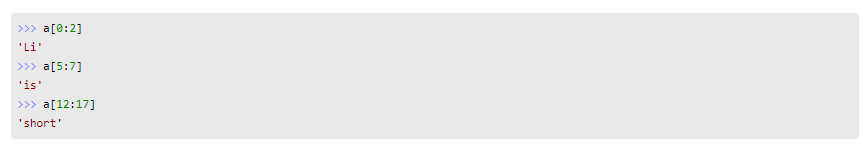 >>> a[0:2]
'Li'
>>> a[5:7]
'is'
>>> a[12:17]
'short'